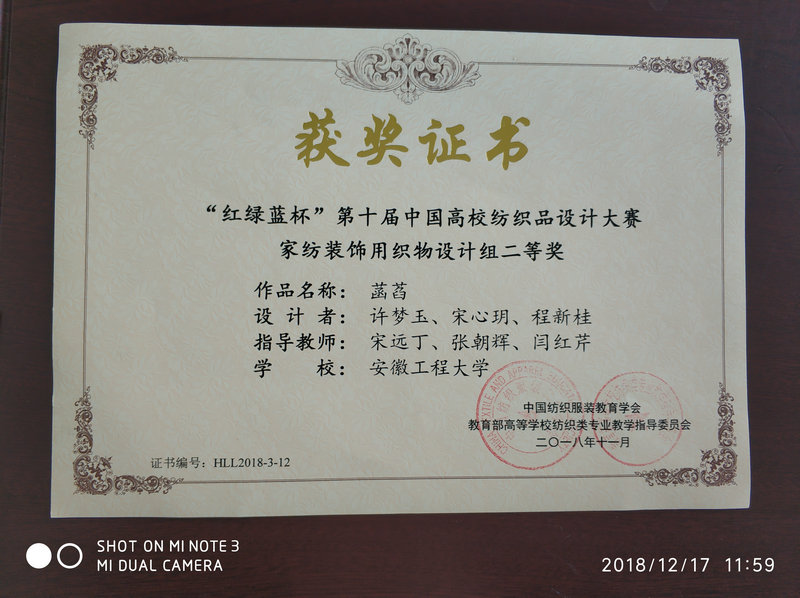 获奖证书
“红绿蓝杯”第十届中国高校纺织品设计大赛
家纺装饰用织物设计组二等奖
作品名称： 菡萏
设计者： 许梦玉、宋心玥、程新桂
指导教师： 宋远丁、张朝辉、闫红芹
学校： 安徽工程大学
中国纺织服装教育学会
教育部高等学校纺织类专业教学指导委员会
二〇一八年十一月
证书编号：HLL2018-3-12
SHOT ON MI NOTE 3
MI DUAL CAMERA
2018/12/17 11:59